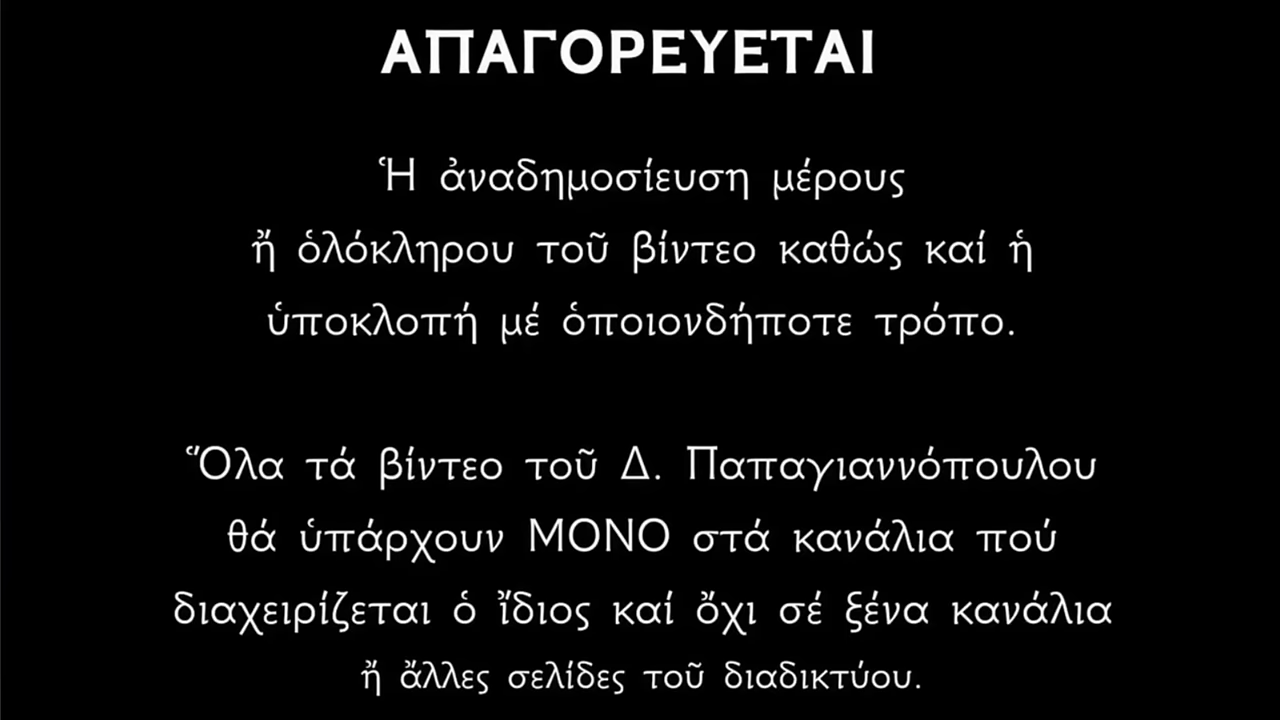 ΑΠΑΓΟΡΕΥΕΤΑΙ
Ἡ ἀναδημοσίευση μέρους
ἤ ὁλόκληρου τοῦ βίντεο καθώς καί ἡ
ὑποκλοπή μέ ὁποιονδήποτε τρόπο.
Ὅλα τά βίντεο τοῦ Δ. Παπαγιαννόπουλου
θά ὑπάρχουν ΜΟΝΟ στά κανάλια πού
διαχειρίζεται ὁ ἴδιος καί ὄχι σέ ξένα κανάλια
ἤ ἄλλες σελίδες τοῦ διαδικτύου.